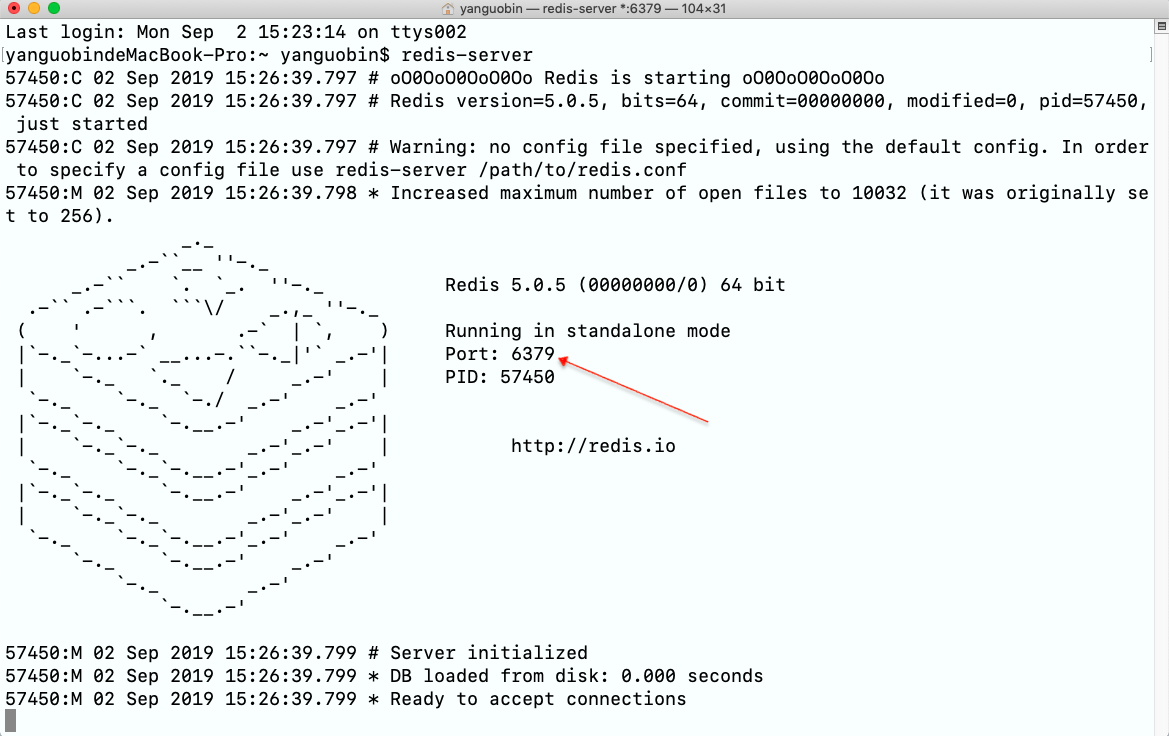 yanguobin — redis-server *:6379 — 104×31
Last login: Mon Sep  2 15:23:14 on ttys002
[yanguobindeMacBook-Pro:~ yanguobin$ redis-server ]
57450:C 02 Sep 2019 15:26:39.797 # oO0OoO0OoO0Oo Redis is starting oO0OoO0OoO0Oo
57450:C 02 Sep 2019 15:26:39.797 # Redis version=5.0.5, bits=64, commit=00000000, modified=0, pid=57450,
 just started
57450:C 02 Sep 2019 15:26:39.797 # Warning: no config file specified, using the default config. In order
 to specify a config file use redis-server /path/to/redis.conf
57450:M 02 Sep 2019 15:26:39.798 * Increased maximum number of open files to 10032 (it was originally se
t to 256).
Redis 5.0.5 (00000000/0) 64 bit
Running in standalone mode
Port: 6379
PID: 57450
http://redis.io
57450:M 02 Sep 2019 15:26:39.799 # Server initialized
57450:M 02 Sep 2019 15:26:39.799 * DB loaded from disk: 0.000 seconds
57450:M 02 Sep 2019 15:26:39.799 * Ready to accept connections